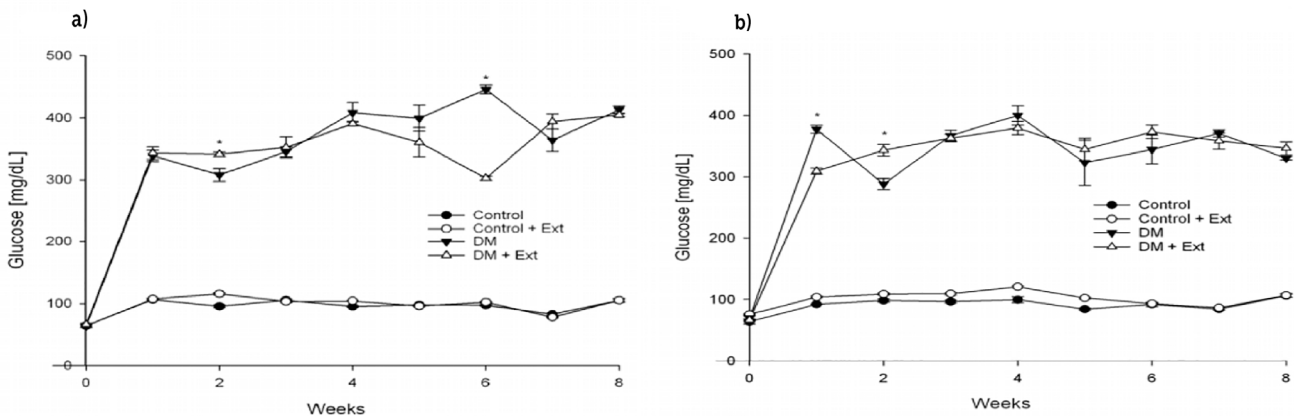 a)
500
400
300
200
100
0
Glucose [mg/dL]
*
*
Control
Control + Ext
DM
DM + Ext
0
2
4
6
8
Weeks
b)
500
400
300
200
100
0
Glucose [mg/dL]
*
*
Control
Control + Ext
DM
DM + Ext
0
2
4
6
8
Weeks